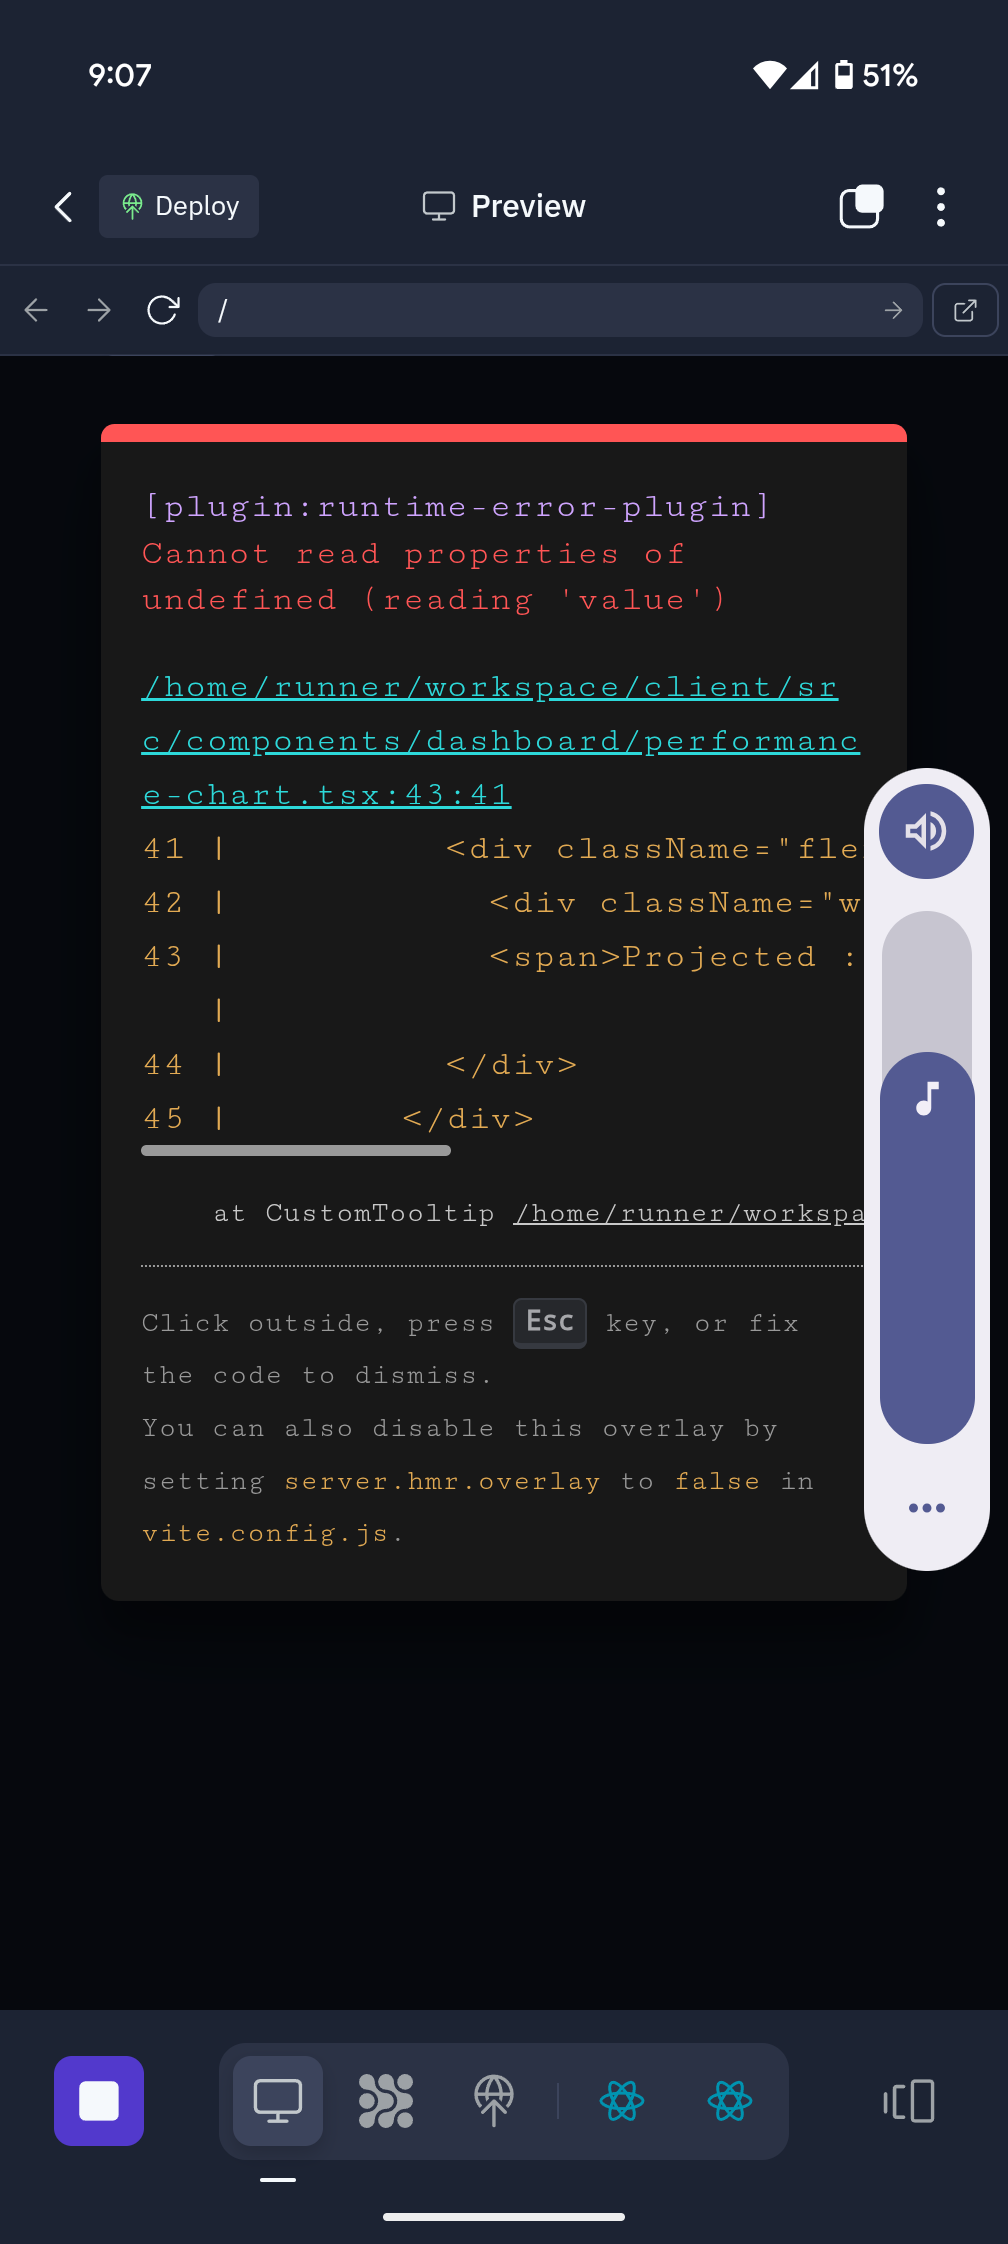 9:07
51%
Deploy
Preview
/
[plugin:runtime-error-plugin]
Cannot read properties of
undefined (reading 'value')
/home/runner/workspace/client/sr
c/components/dashboard/performanc
e-chart.tsx:43:41
41 | <div className="fle
42 | <div className="w
43 | <span>Projected :
|
44 | </div>
45 | </div>
at CustomTooltip /home/runner/workspa
Click outside, press Esc key, or fix
the code to dismiss.
You can also disable this overlay by
setting server.hmr.overlay to false in
vite.config.js.